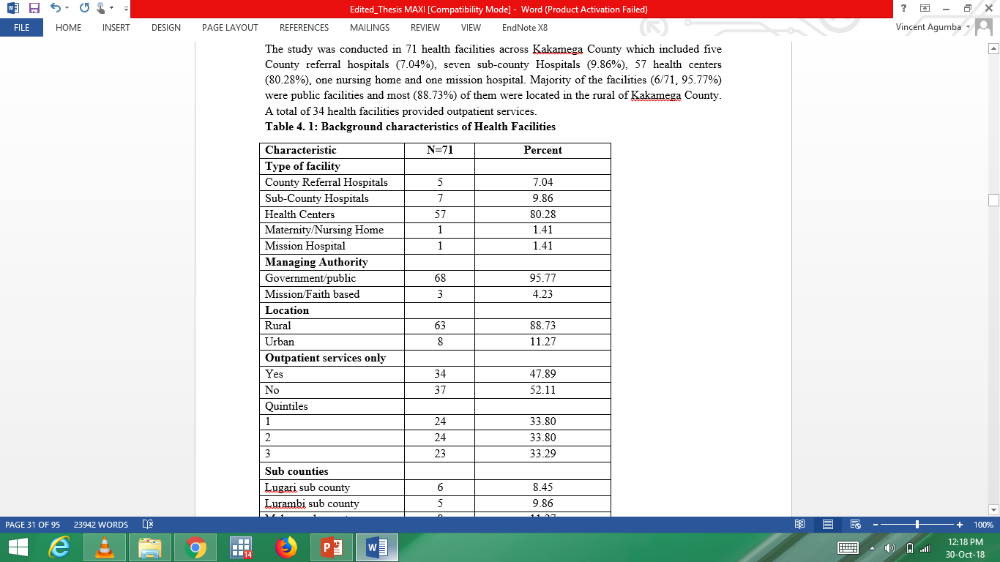 Edited_Thesis MAXI [Compatibility Mode] - Word (Product Activation Failed)
FILE HOME INSERT DESIGN PAGE LAYOUT REFERENCES MAILINGS REVIEW VIEW EndNote X8 Vincent Agumba
The study was conducted in 71 health facilities across Kakamega County which included five
County referral hospitals (7.04%), seven sub-county Hospitals (9.86%), 57 health centers
(80.28%), one nursing home and one mission hospital. Majority of the facilities (6/71, 95.77%)
were public facilities and most (88.73%) of them were located in the rural of Kakamega County.
A total of 34 health facilities provided outpatient services.
Table 4. 1: Background characteristics of Health Facilities
Characteristic N=71 Percent
Type of facility
County Referral Hospitals 5 7.04
Sub-County Hospitals 7 9.86
Health Centers 57 80.28
Maternity/Nursing Home 1 1.41
Mission Hospital 1 1.41
Managing Authority
Government/public 68 95.77
Mission/Faith based 3 4.23
Location
Rural 63 88.73
Urban 8 11.27
Outpatient services only
Yes 34 47.89
No 37 52.11
Quintiles
1 24 33.80
2 24 33.80
3 23 33.29
Sub counties
Lugari sub county 6 8.45
Lurambi sub county 5 9.86
PAGE 31 OF 95 23942 WORDS 100%
14
12:18 PM
30-Oct-18